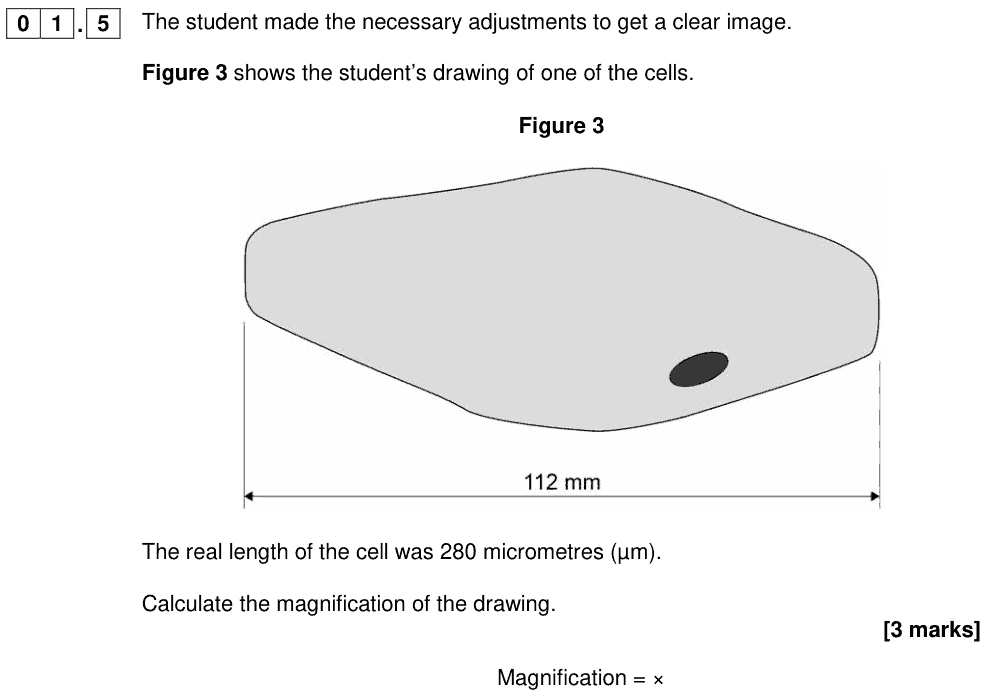 01.5 The student made the necessary adjustments to get a clear image.
Figure 3 shows the student's drawing of one of the cells.
Figure 3
112 mm
The real length of the cell was 280 micrometres (µm).
Calculate the magnification of the drawing.
[3 marks]
Magnification = ×